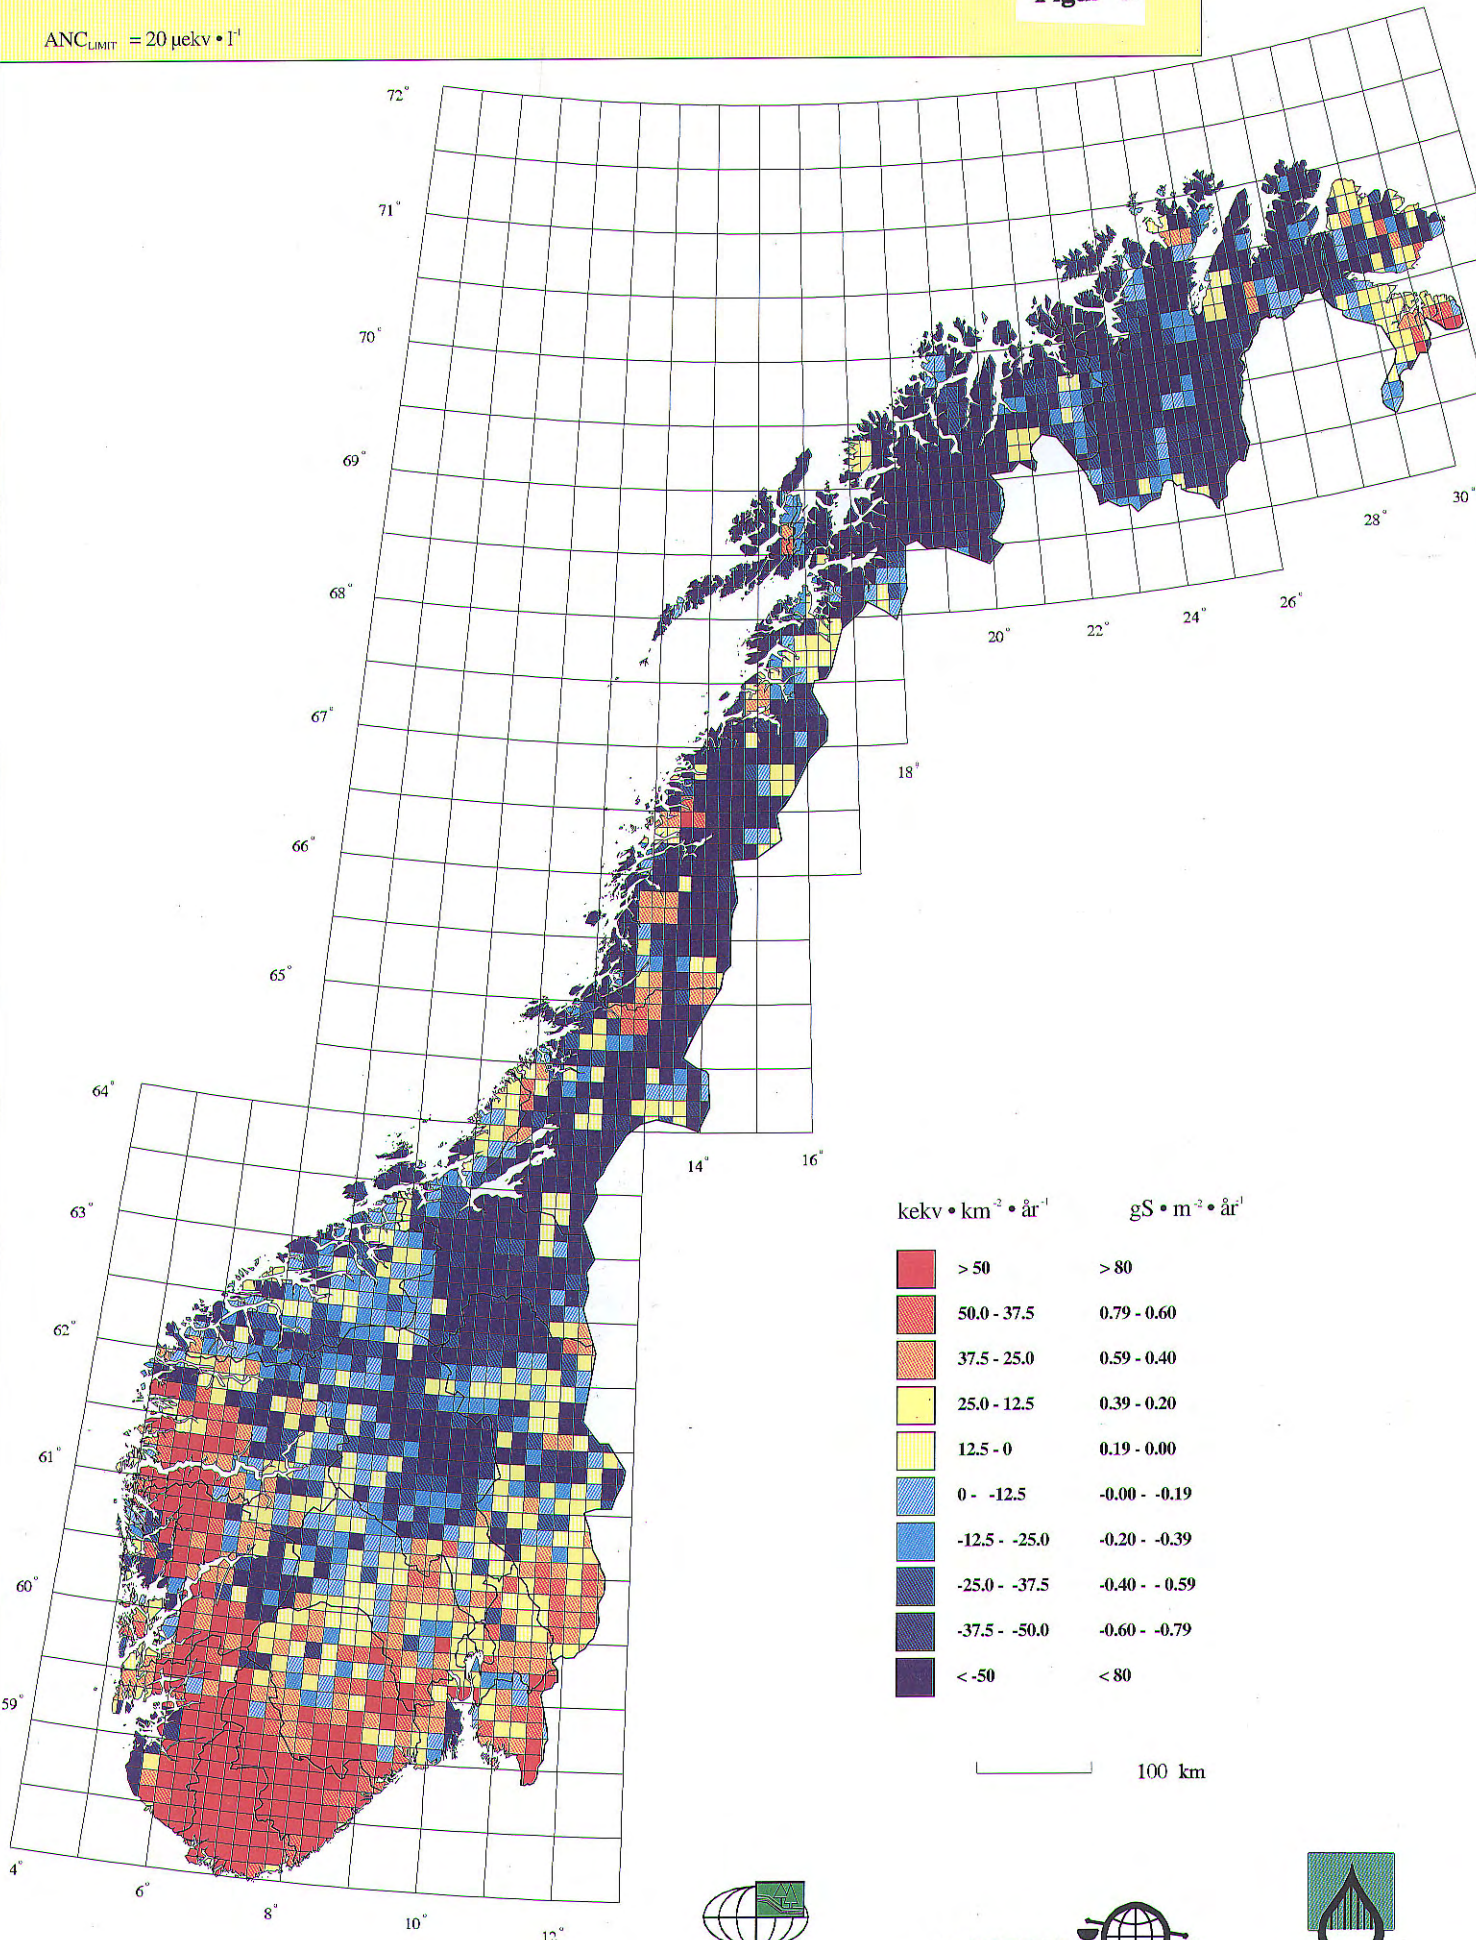 ANC LIMIT = 20 µekv • l⁻¹
72°
71°
70°
69°
68°
67°
66°
65°
64°
63°
62°
61°
60°
59°
4°
6°
8°
10°
12°
14°
16°
18°
20°
22°
24°
26°
28°
30°
kekv • km⁻² • år⁻¹ gS • m⁻² • år⁻¹
> 50 > 80
50.0 - 37.5 0.79 - 0.60
37.5 - 25.0 0.59 - 0.40
25.0 - 12.5 0.39 - 0.20
12.5 - 0 0.19 - 0.00
0 - -12.5 -0.00 - -0.19
-12.5 - -25.0 -0.20 - -0.39
-25.0 - -37.5 -0.40 - - 0.59
-37.5 - -50.0 -0.60 - -0.79
< -50 < 80
100 km